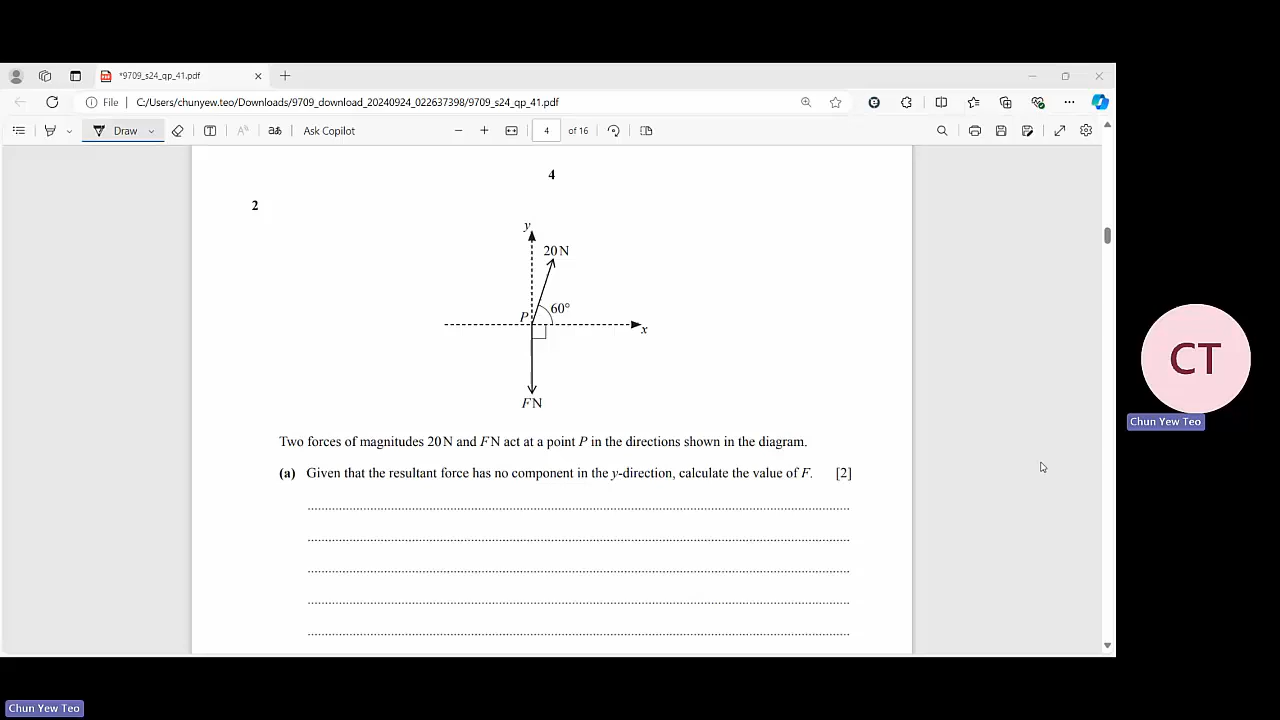 *9709_s24_qp_41.pdf
File
C:/Users/chunyew.teo/Downloads/9709_download_20240924_022637398/9709_s24_qp_41.pdf
Draw
Ask Copilot
4
of 16
4
2
y
20 N
60°
P
x
F N
Two forces of magnitudes 20 N and F N act at a point P in the directions shown in the diagram.
(a) Given that the resultant force has no component in the y-direction, calculate the value of F. [2]
CT
Chun Yew Teo
Chun Yew Teo